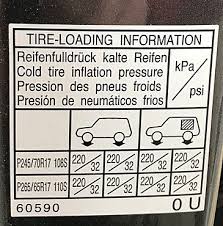 TIRE-LOADING INFORMATION
Reifenfülldrück kalte Reifen
Cold tire inflation pressure
Pression des pneus froids
Presión de neumáticos fríos
kPa/psi
P245/70R17 108S 220/32 220/32 220/32 220/32
P265/65R17 110S 220/32 220/32 220/32 220/32
60590 0U